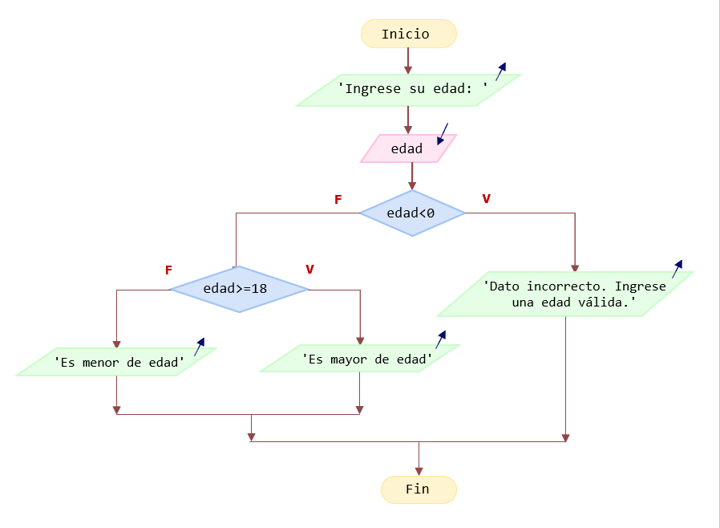 Inicio
'Ingrese su edad: '
edad
F
V
edad<0
F
V
edad>=18
'Dato incorrecto. Ingrese
una edad válida.'
'Es menor de edad'
'Es mayor de edad'
Fin